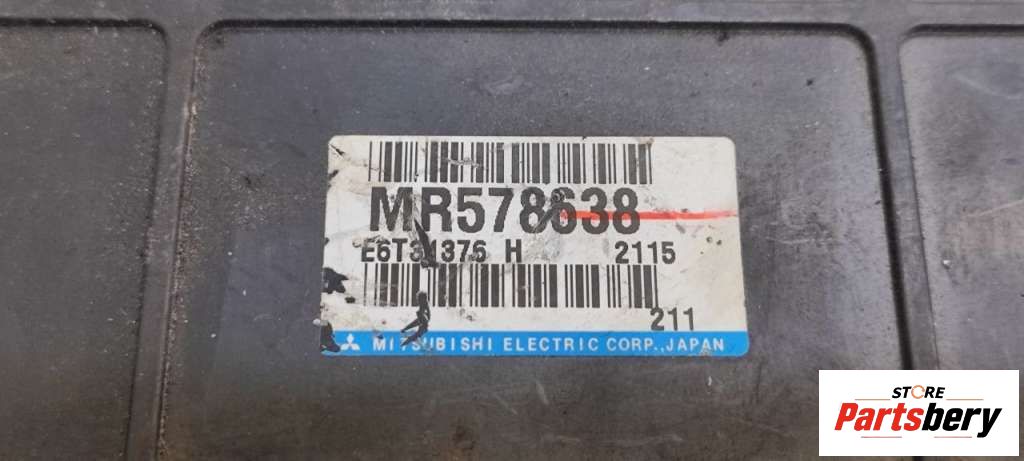 MR578638
E6T31376 H 2115
211
MITSUBISHI ELECTRIC CORP., JAPAN
STORE
Partsbery